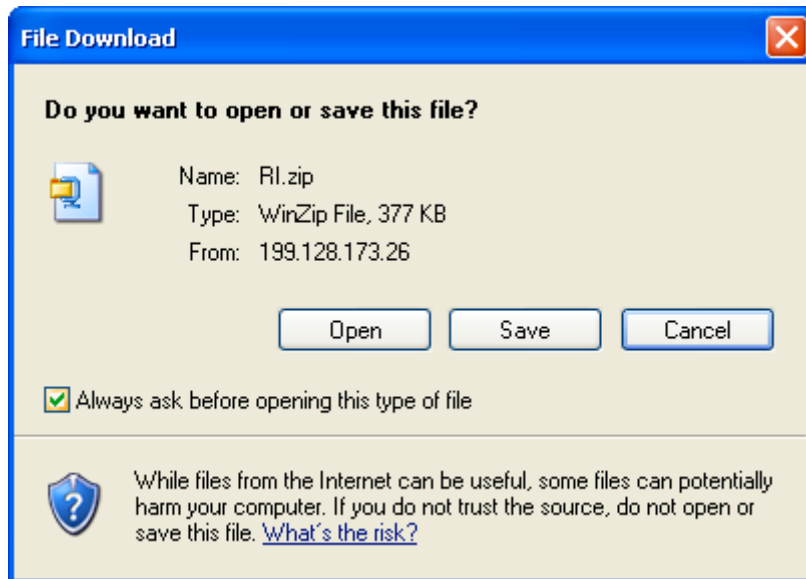 File Download
Do you want to open or save this file?
Name: RI.zip
Type: WinZip File, 377 KB
From: 199.128.173.26
Open Save Cancel
Always ask before opening this type of file
While files from the Internet can be useful, some files can potentially
harm your computer. If you do not trust the source, do not open or
save this file. What's the risk?